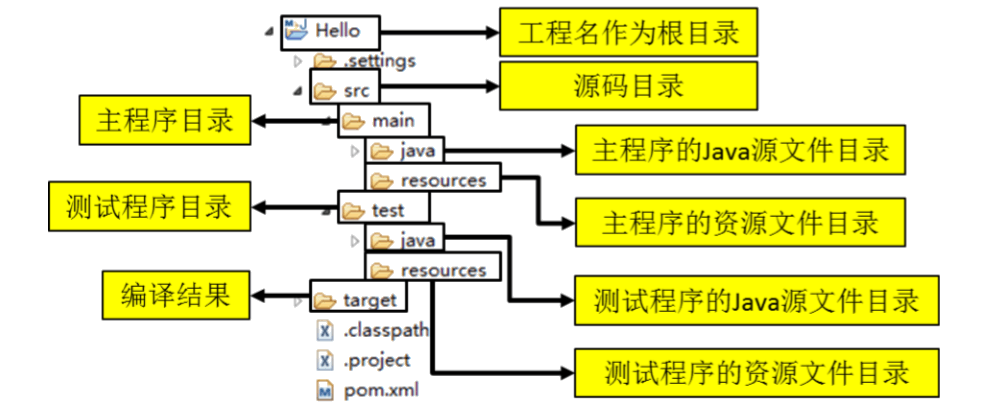 Hello
工程名作为根目录
.settings
src
源码目录
主程序目录
main
java
主程序的Java源文件目录
resources
测试程序目录
test
主程序的资源文件目录
java
resources
编译结果
target
测试程序的Java源文件目录
.classpath
.project
测试程序的资源文件目录
pom.xml